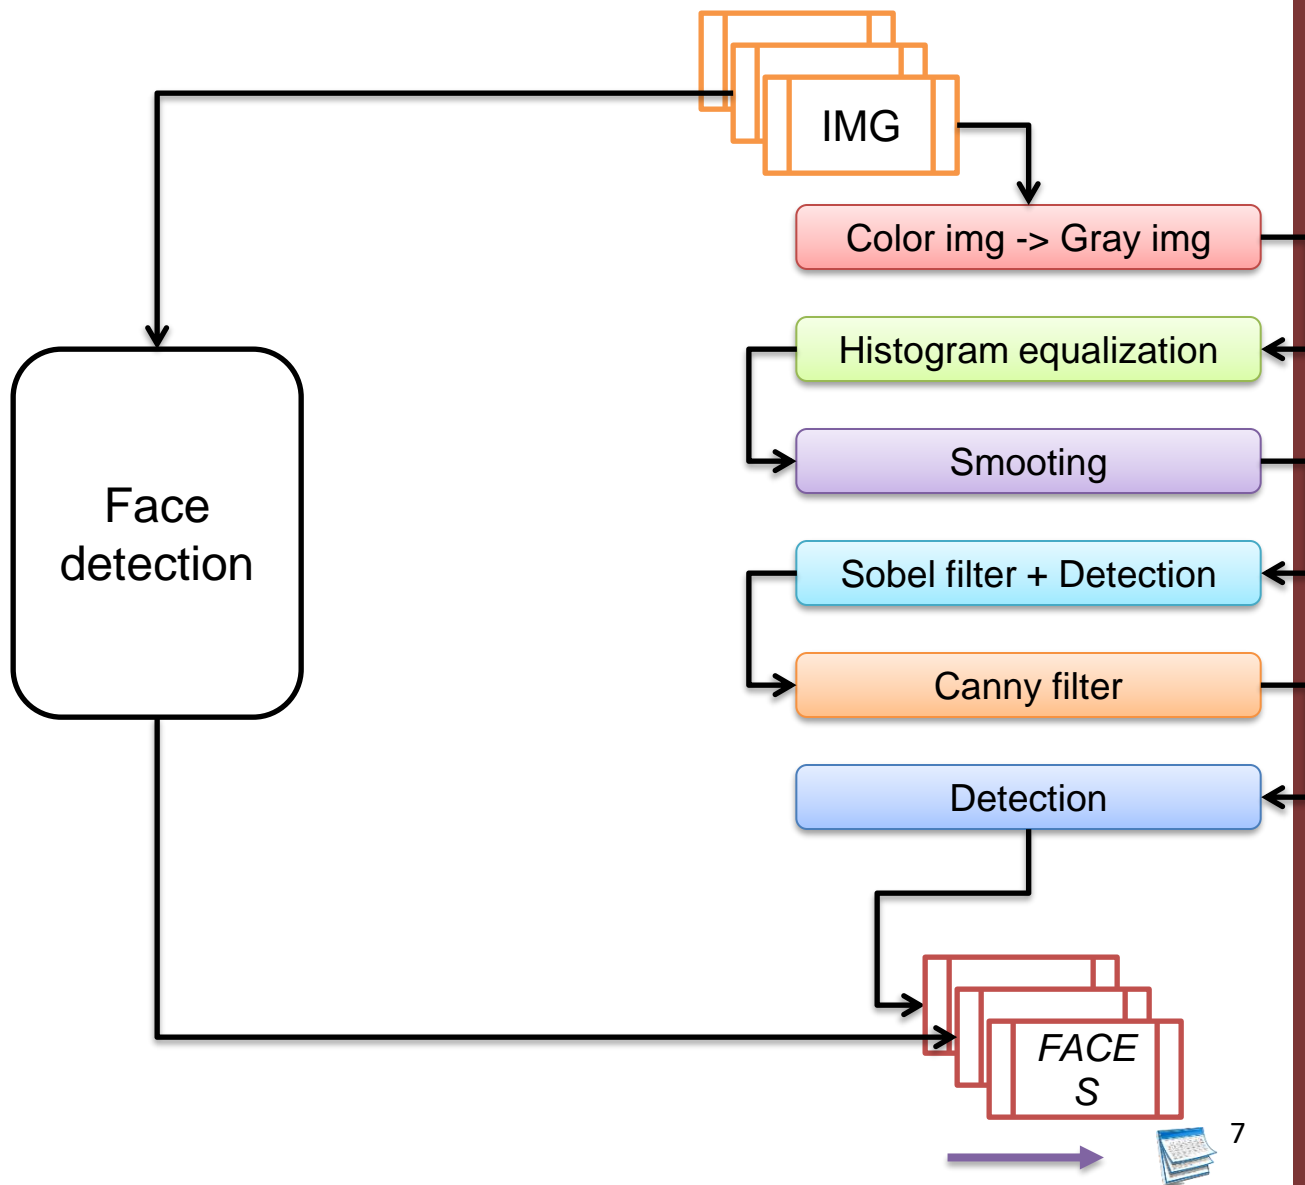 IMG
Color img -> Gray img
Histogram equalization
Smooting
Face
detection
Sobel filter + Detection
Canny filter
Detection
FACE
S
7